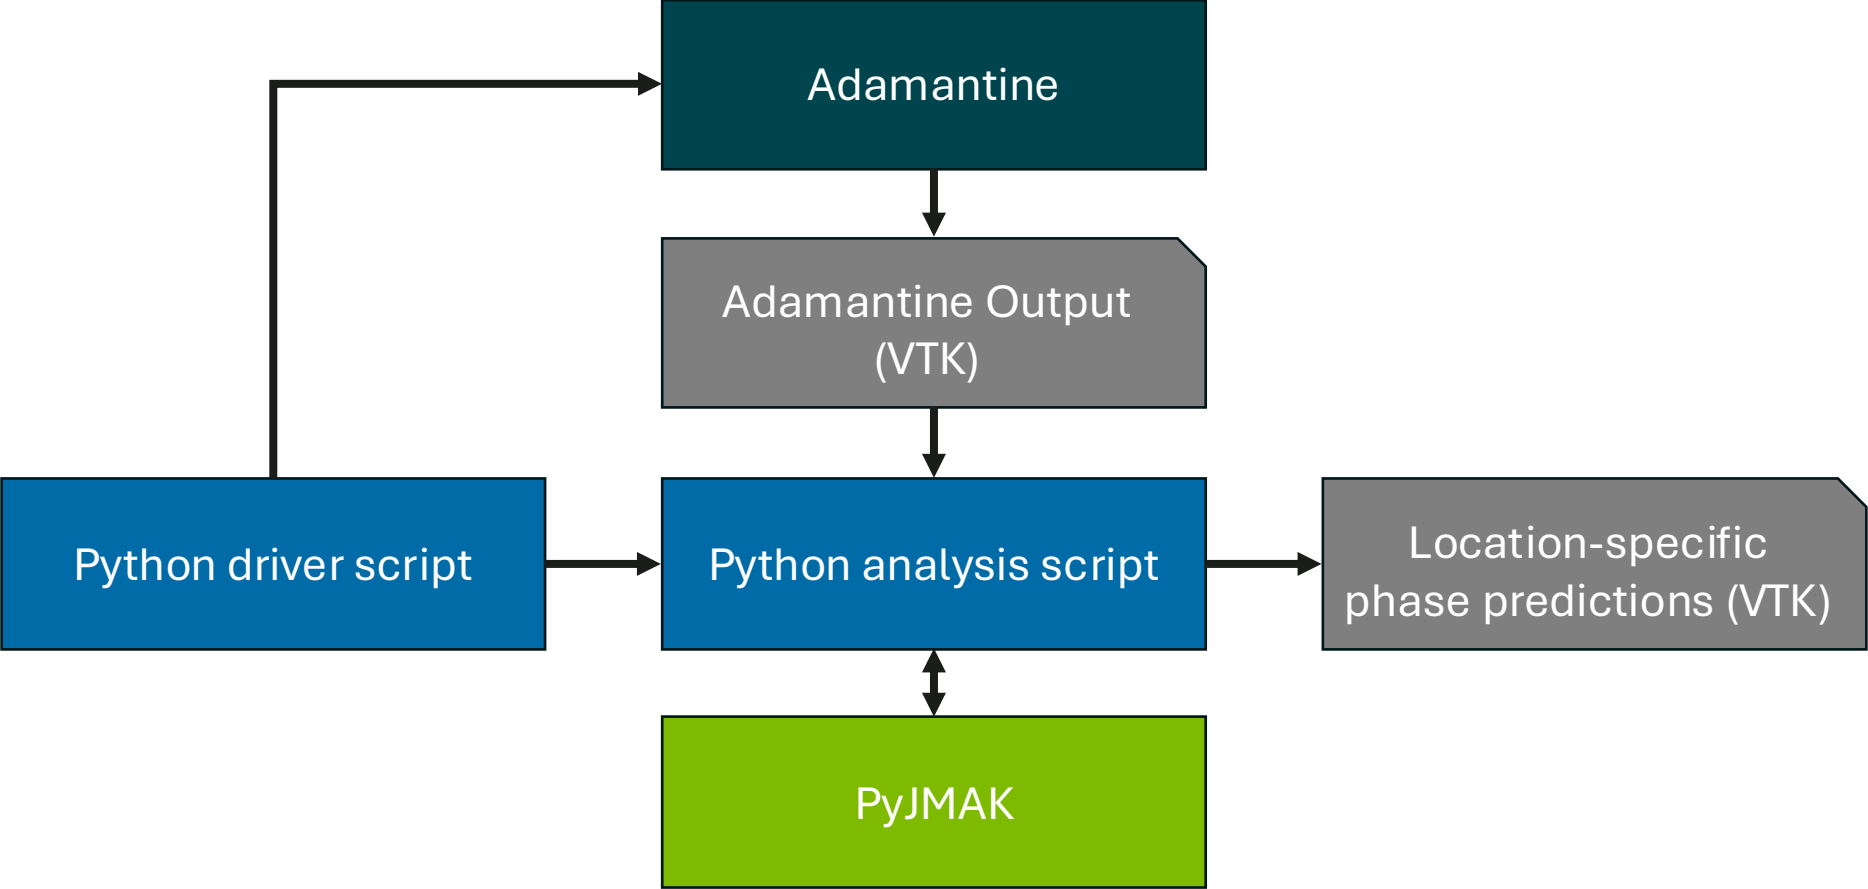 Adamantine
Adamantine Output
(VTK)
Python driver script
Python analysis script
Location-specific
phase predictions (VTK)
PyJMAK